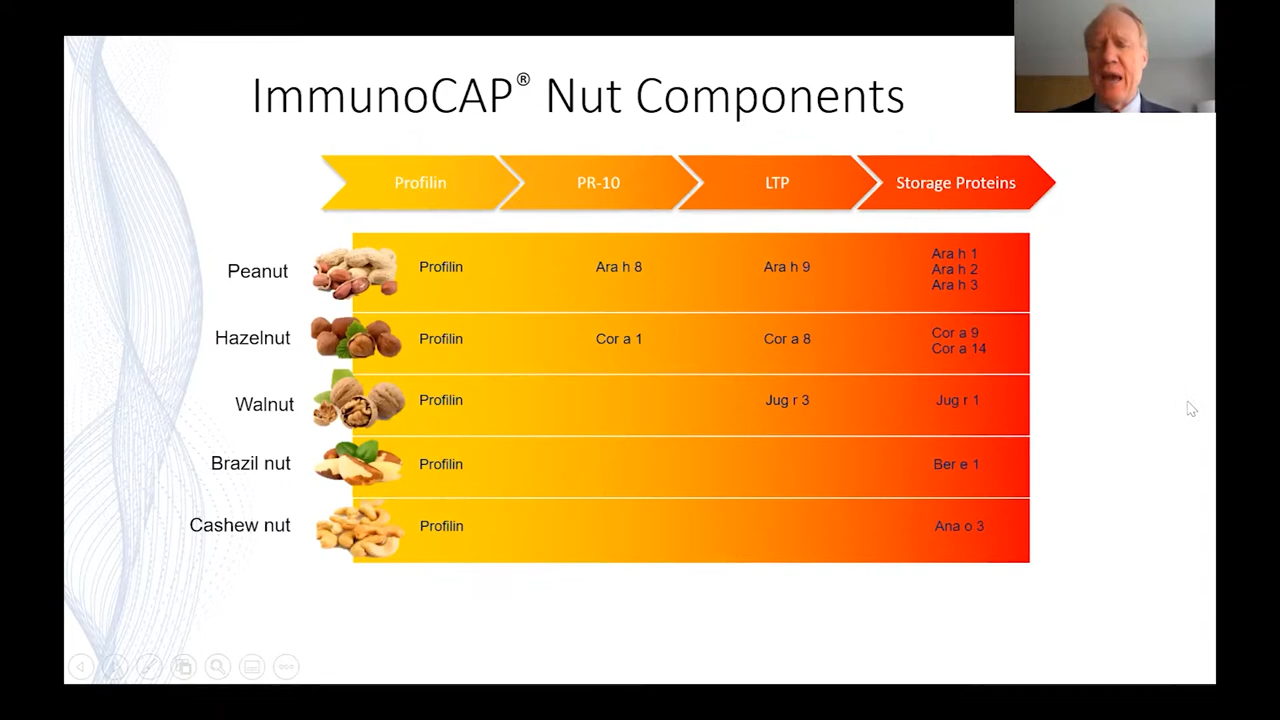 ImmunoCAP® Nut Components
Profilin PR-10 LTP Storage Proteins
Peanut Profilin Ara h 8 Ara h 9 Ara h 1
Ara h 2
Ara h 3
Hazelnut Profilin Cor a 1 Cor a 8 Cor a 9
Cor a 14
Walnut Profilin Jug r 3 Jug r 1
Brazil nut Profilin Ber e 1
Cashew nut Profilin Ana o 3